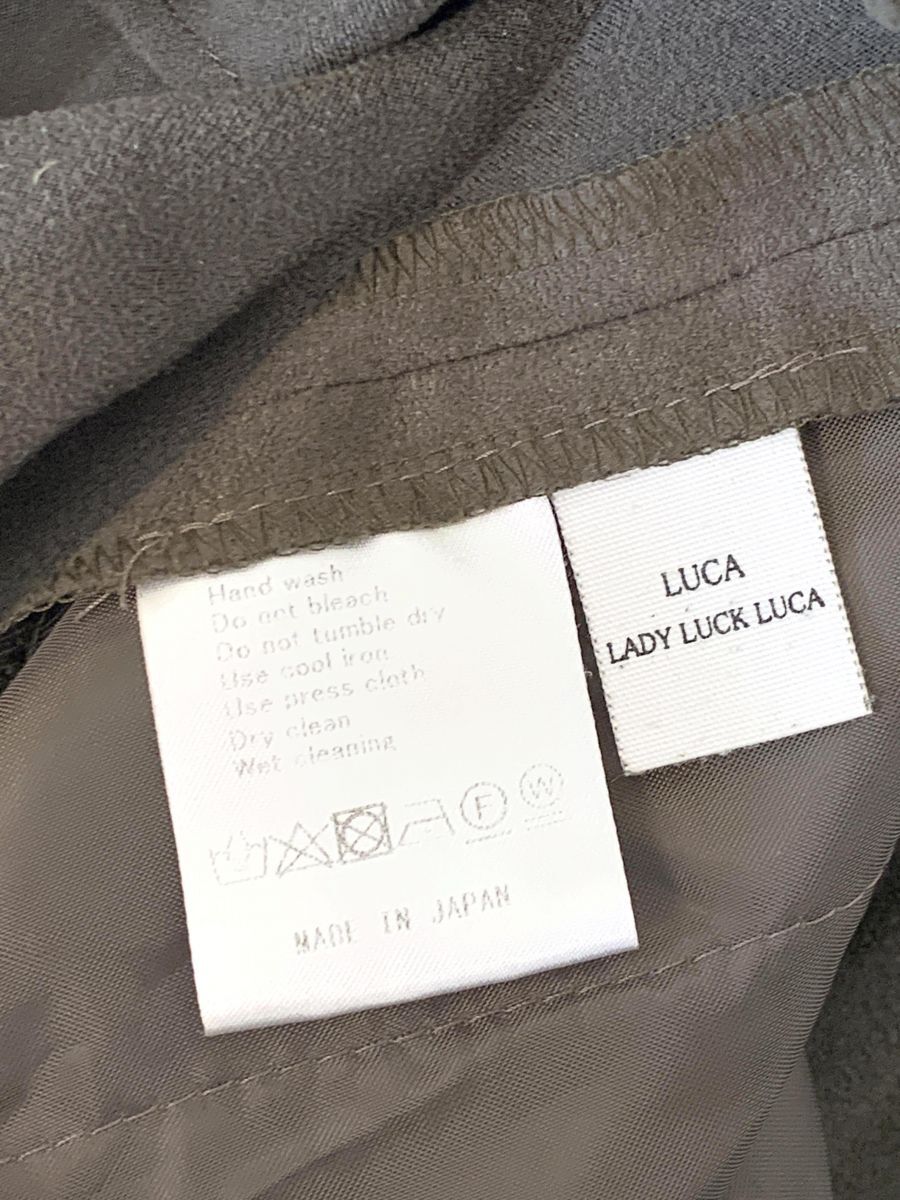 Hand wash
Do not bleach
Do not tumble dry
Use cool iron
Use press cloth
Dry clean
Wet cleaning
F
W
MADE IN JAPAN
LUCA
LADY LUCK LUCA